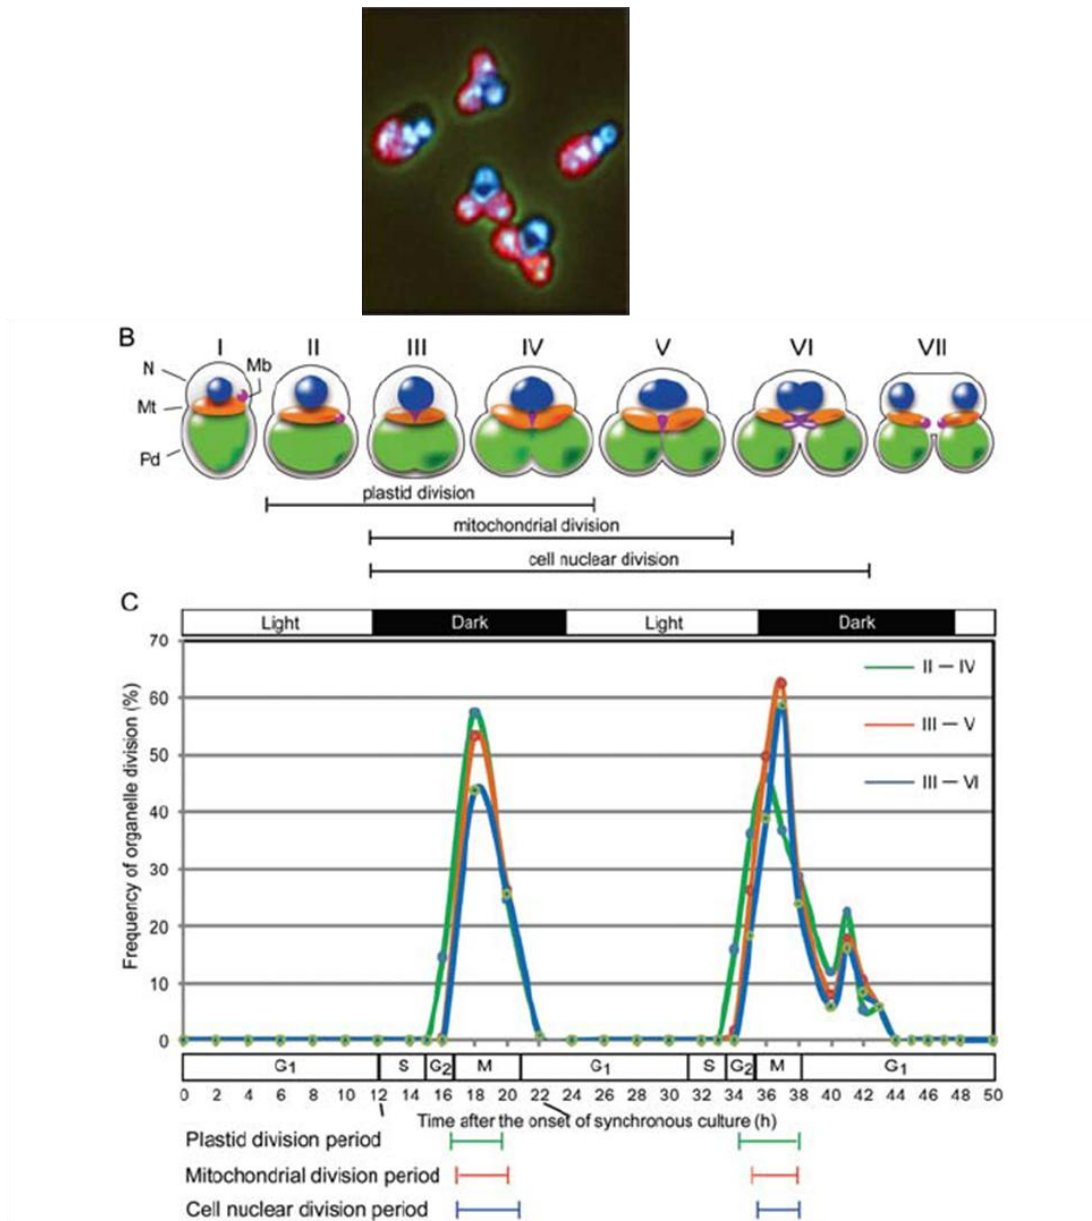 B
I II III IV V VI VII
N
Mb
Mt
Pd
plastid division
mitochondrial division
cell nuclear division
C
Light Dark Light Dark
Frequency of organelle division (%)
70
60
50
40
30
20
10
0
II — IV
III — V
III — VI
G1 S G2 M G1 S G2 M G1
0 2 4 6 8 10 12 14 16 18 20 22 24 26 28 30 32 34 36 38 40 42 44 46 48 50
Time after the onset of synchronous culture (h)
Plastid division period
Mitochondrial division period
Cell nuclear division period